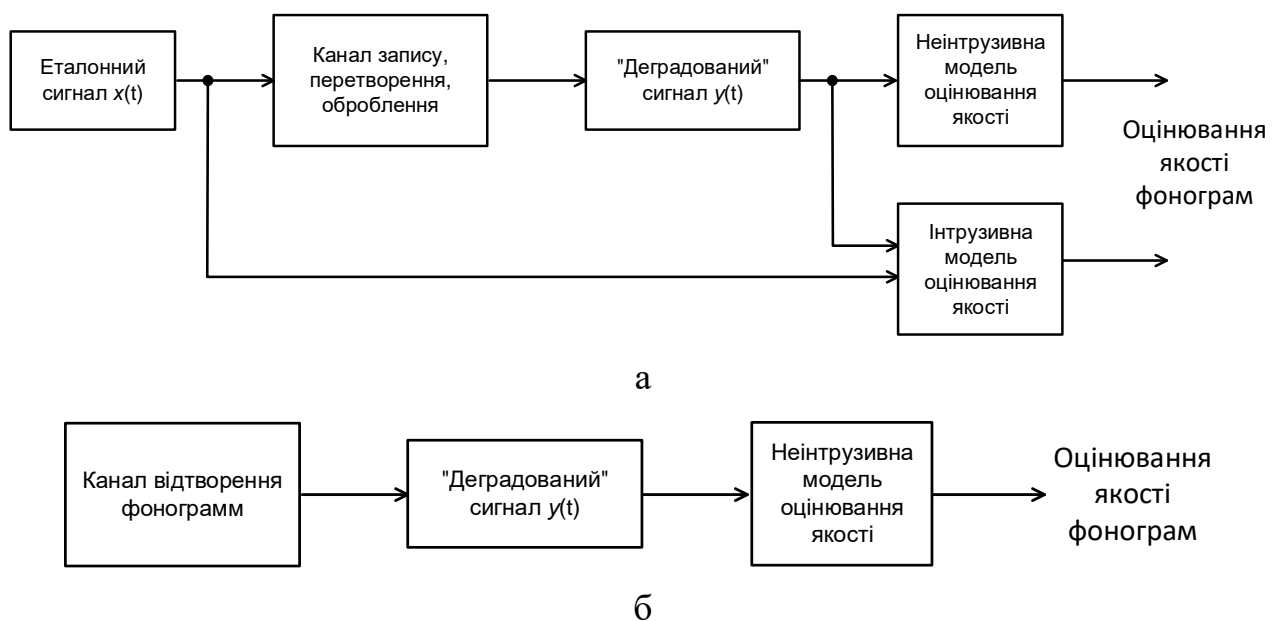 Еталонний
сигнал x(t)
Канал запису,
перетворення,
оброблення
"Деградований"
сигнал y(t)
Неінтрузивна
модель
оцінювання
якості
Оцінювання
якості
фонограм
Інтрузивна
модель
оцінювання
якості
а
Канал відтворення
фонограмм
"Деградований"
сигнал y(t)
Неінтрузивна
модель
оцінювання
якості
Оцінювання
якості
фонограм
б